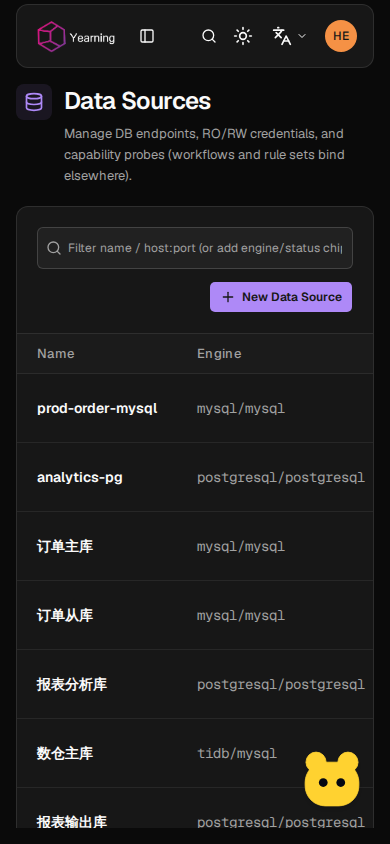 Yearning
HE
Data Sources
Manage DB endpoints, RO/RW credentials, and
capability probes (workflows and rule sets bind
elsewhere).
Filter name / host:port (or add engine/status chip
New Data Source
Name Engine
prod-order-mysql mysql/mysql
analytics-pg postgresql/postgresql
订单主库 mysql/mysql
订单从库 mysql/mysql
报表分析库 postgresql/postgresql
数仓主库 tidb/mysql
报表输出库 postgresql/postgresql